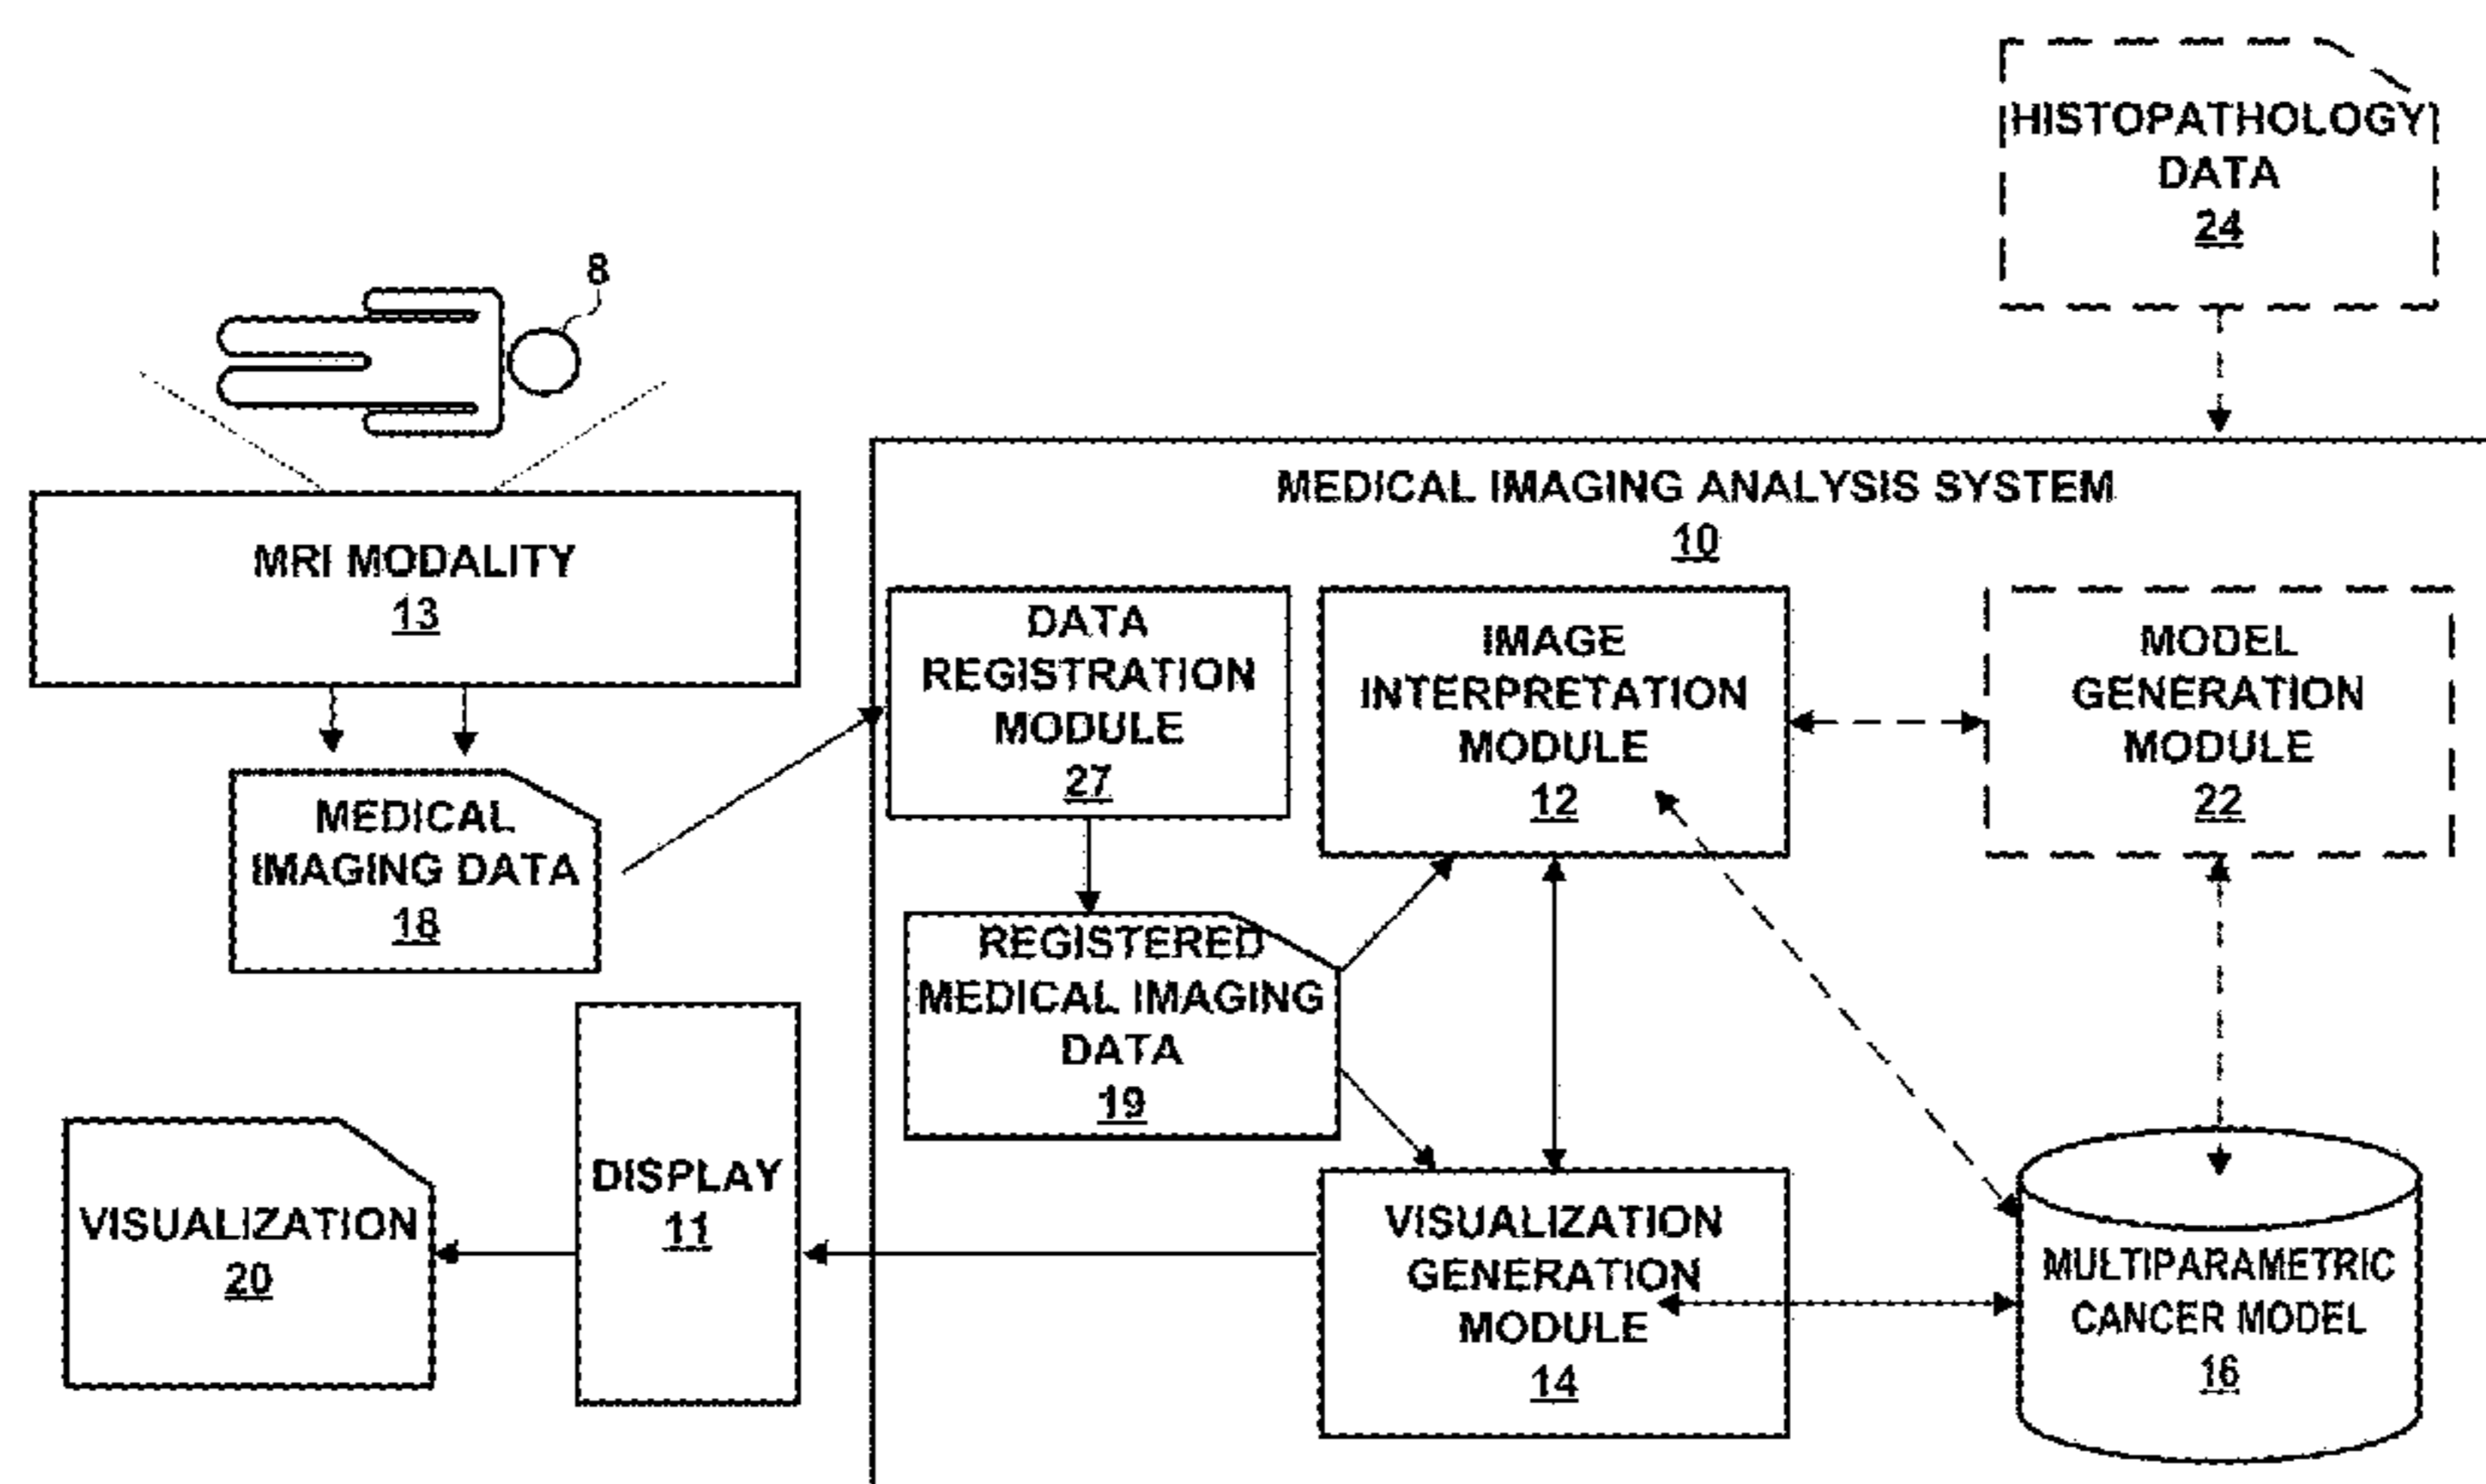 HISTOPATHOLOGY
DATA
24
8
MEDICAL IMAGING ANALYSIS SYSTEM
10
MRI MODALITY
13
DATA
REGISTRATION
MODULE
27
IMAGE
INTERPRETATION
MODULE
12
MODEL
GENERATION
MODULE
22
MEDICAL
IMAGING DATA
18
REGISTERED
MEDICAL IMAGING
DATA
19
DISPLAY
11
VISUALIZATION
20
VISUALIZATION
GENERATION
MODULE
14
MULTIPARAMETRIC
CANCER MODEL
16